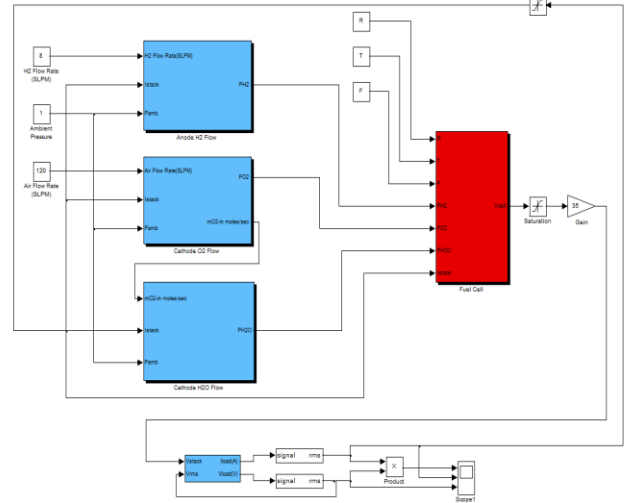 R
8
H2 Flow Rate
(SLPM)
H2 Flow Rate(SLPM)
Istack
PH2
Pamb
Anode H2 Flow
T
1
Ambient
Pressure
F
120
Air Flow Rate
(SLPM)
Air Flow Rate(SLPM)
PO2
Istack
mO2-in moles/sec
Pamb
Cathode O2 Flow
R
T
F
PH2
PO2
PH2O
Istack
Vstack
Fuel Cell
Saturation
35
Gain
mO2-in moles/sec
Istack
PH2O
Pamb
Cathode H2O Flow
Vstack
Vrms
Iload(A)
Vload(V)
signal rms
signal rms
X
Product
Scope1